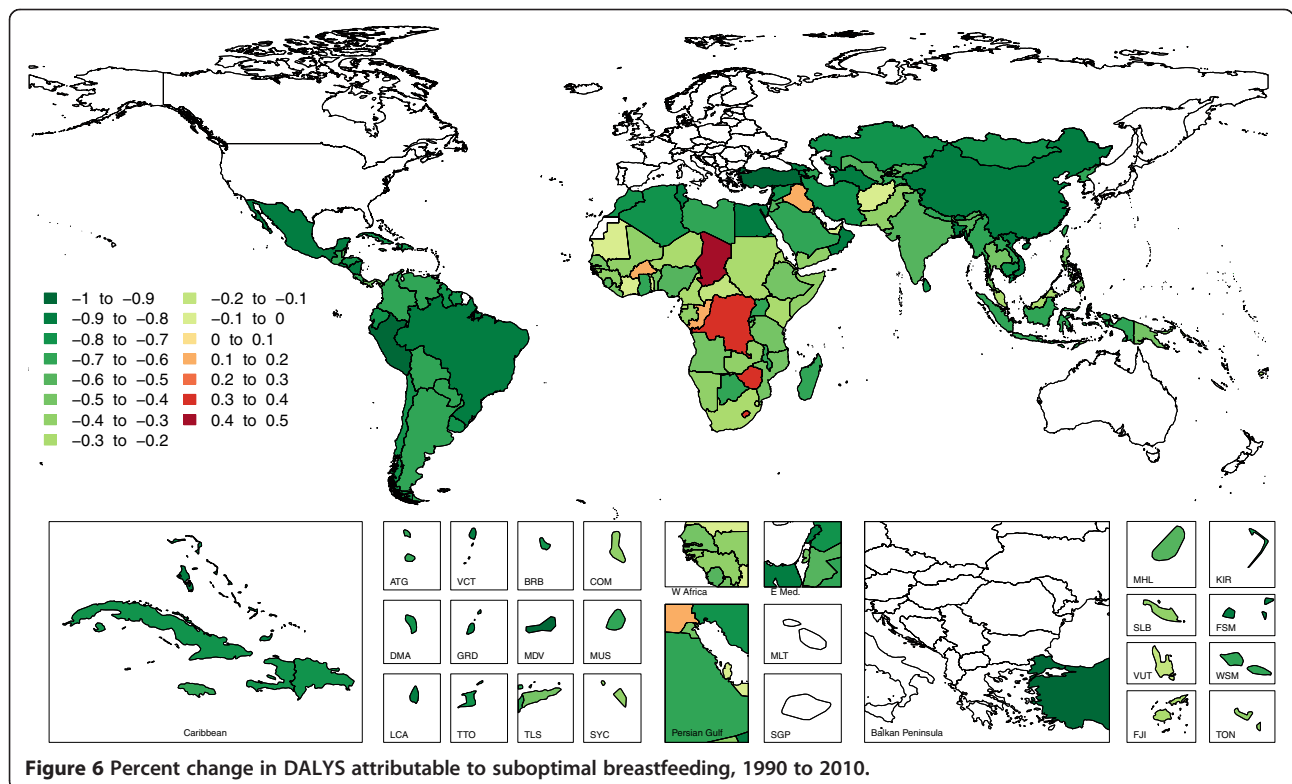 −1 to −0.9
−0.9 to −0.8
−0.8 to −0.7
−0.7 to −0.6
−0.6 to −0.5
−0.5 to −0.4
−0.4 to −0.3
−0.3 to −0.2
−0.2 to −0.1
−0.1 to 0
0 to 0.1
0.1 to 0.2
0.2 to 0.3
0.3 to 0.4
0.4 to 0.5
Caribbean
ATG
VCT
BRB
COM
DMA
GRD
MDV
MUS
LCA
TTO
TLS
SYC
W Africa
E Med.
Persian Gulf
MLT
SGP
Balkan Peninsula
MHL
KIR
SLB
FSM
VUT
WSM
FJI
TON
Figure 6 Percent change in DALYS attributable to suboptimal breastfeeding, 1990 to 2010.